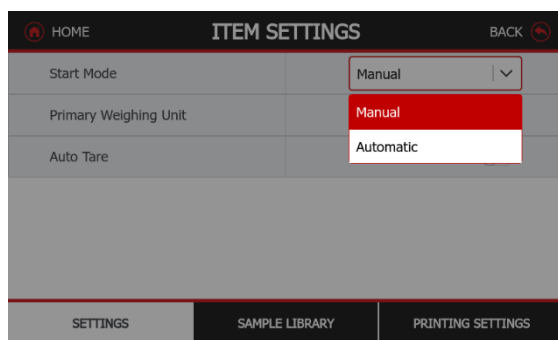 HOME ITEM SETTINGS BACK
Start Mode Manual
Primary Weighing Unit Manual
Auto Tare Automatic
SETTINGS SAMPLE LIBRARY PRINTING SETTINGS